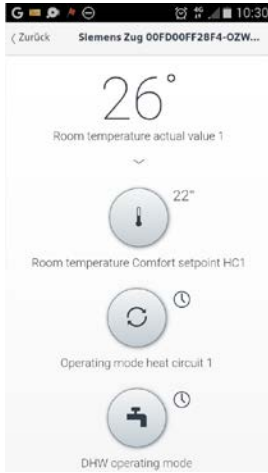 G 4G 10:30
Zurück Siemens Zug 00FD00FF28F4-OZW...
26°
Room temperature actual value 1
22°
Room temperature Comfort setpoint HC1
Operating mode heat circuit 1
DHW operating mode